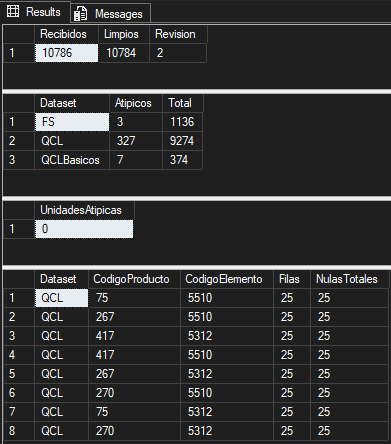 Results Messages
Recibidos Limpios Revision
1 10786 10784 2
Dataset Atipicos Total
1 FS 3 1136
2 QCL 327 9274
3 QCLBasicos 7 374
UnidadesAtipicas
1 0
Dataset CodigoProducto CodigoElemento Filas NulasTotales
1 QCL 75 5510 25 25
2 QCL 267 5510 25 25
3 QCL 417 5312 25 25
4 QCL 417 5510 25 25
5 QCL 267 5312 25 25
6 QCL 270 5510 25 25
7 QCL 75 5312 25 25
8 QCL 270 5312 25 25